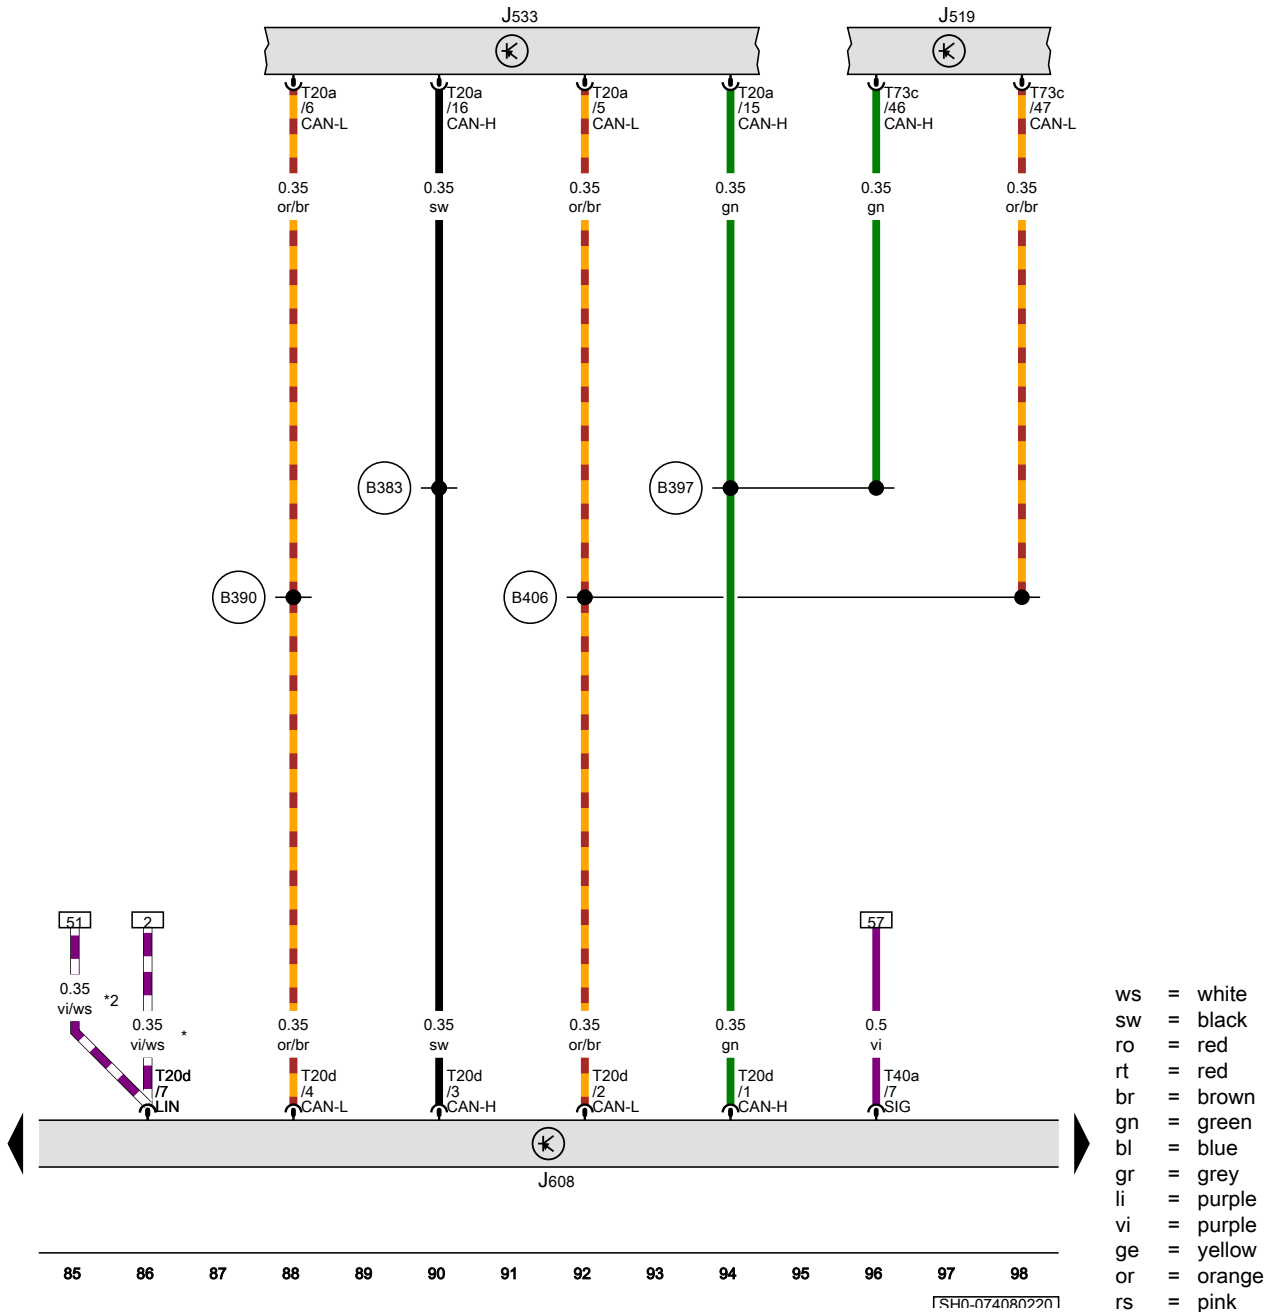 J533
J519
T20a
/6
CAN-L
T20a
/16
CAN-H
T20a
/5
CAN-L
T20a
/15
CAN-H
T73c
/46
CAN-H
T73c
/47
CAN-L
0.35
or/br
0.35
sw
0.35
or/br
0.35
gn
0.35
gn
0.35
or/br
B383
B397
B390
B406
51
2
57
0.35
vi/ws
*2
0.35
vi/ws
*
0.35
or/br
0.35
sw
0.35
or/br
0.35
gn
0.5
vi
T20d
/7
LIN
T20d
/4
CAN-L
T20d
/3
CAN-H
T20d
/2
CAN-L
T20d
/1
CAN-H
T40a
/7
SIG
J608
85 86 87 88 89 90 91 92 93 94 95 96 97 98
SH0-074080220
ws = white
sw = black
ro = red
rt = red
br = brown
gn = green
bl = blue
gr = grey
li = purple
vi = purple
ge = yellow
or = orange
rs = pink